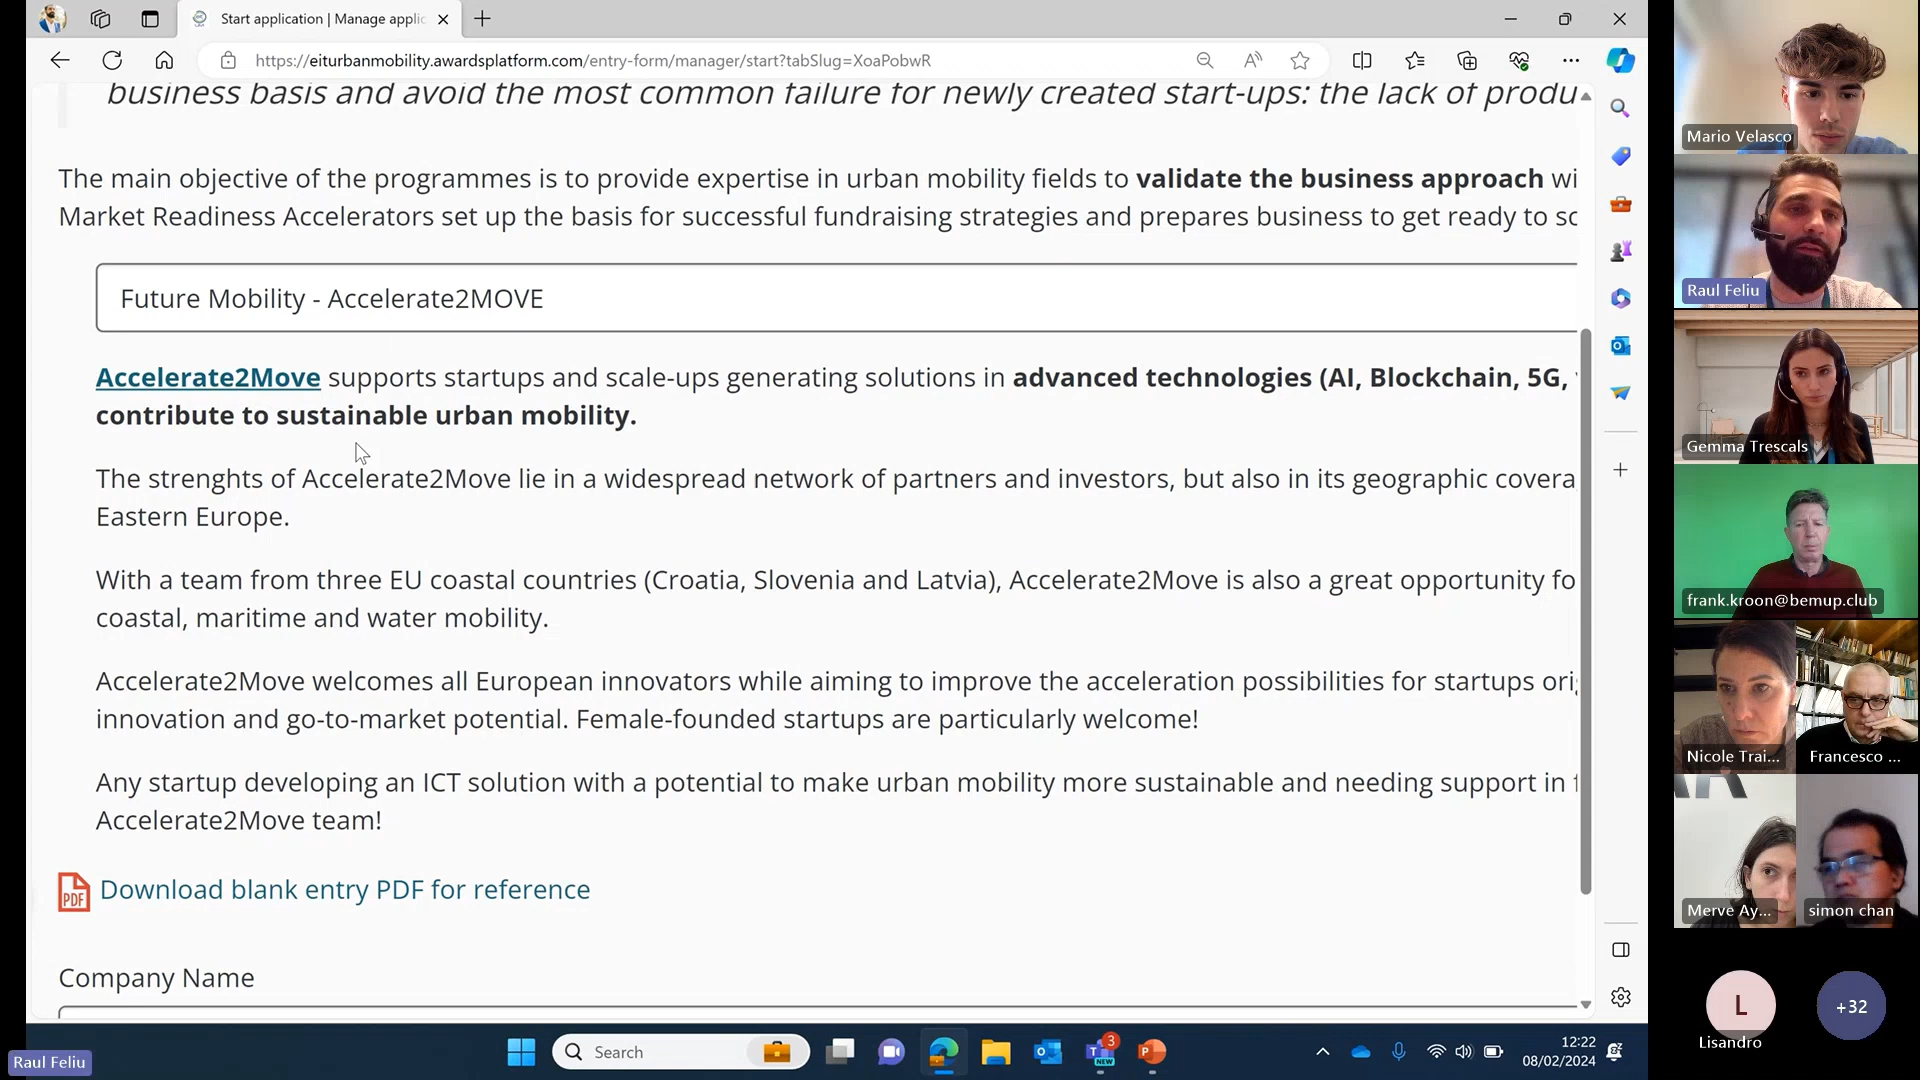 Start application | Manage applic
https://eiturbanmobility.awardsplatform.com/entry-form/manager/start?tabSlug=XoaPobwR
business basis and avoid the most common failure for newly created start-ups: the lack of produ
The main objective of the programmes is to provide expertise in urban mobility fields to validate the business approach wi
Market Readiness Accelerators set up the basis for successful fundraising strategies and prepares business to get ready to sc
Future Mobility - Accelerate2MOVE
Accelerate2Move supports startups and scale-ups generating solutions in advanced technologies (AI, Blockchain, 5G,
contribute to sustainable urban mobility.
The strenghts of Accelerate2Move lie in a widespread network of partners and investors, but also in its geographic covera
Eastern Europe.
With a team from three EU coastal countries (Croatia, Slovenia and Latvia), Accelerate2Move is also a great opportunity fo
coastal, maritime and water mobility.
Accelerate2Move welcomes all European innovators while aiming to improve the acceleration possibilities for startups ori
innovation and go-to-market potential. Female-founded startups are particularly welcome!
Any startup developing an ICT solution with a potential to make urban mobility more sustainable and needing support in f
Accelerate2Move team!
PDF
Download blank entry PDF for reference
Company Name
Search
3
NEW
12:22
08/02/2024
Raul Feliu
Mario Velasco
Raul Feliu
Gemma Trescals
frank.kroon@bemup.club
Nicole Trai...
Francesco ...
Merve Ay...
simon chan
L
Lisandro
+32